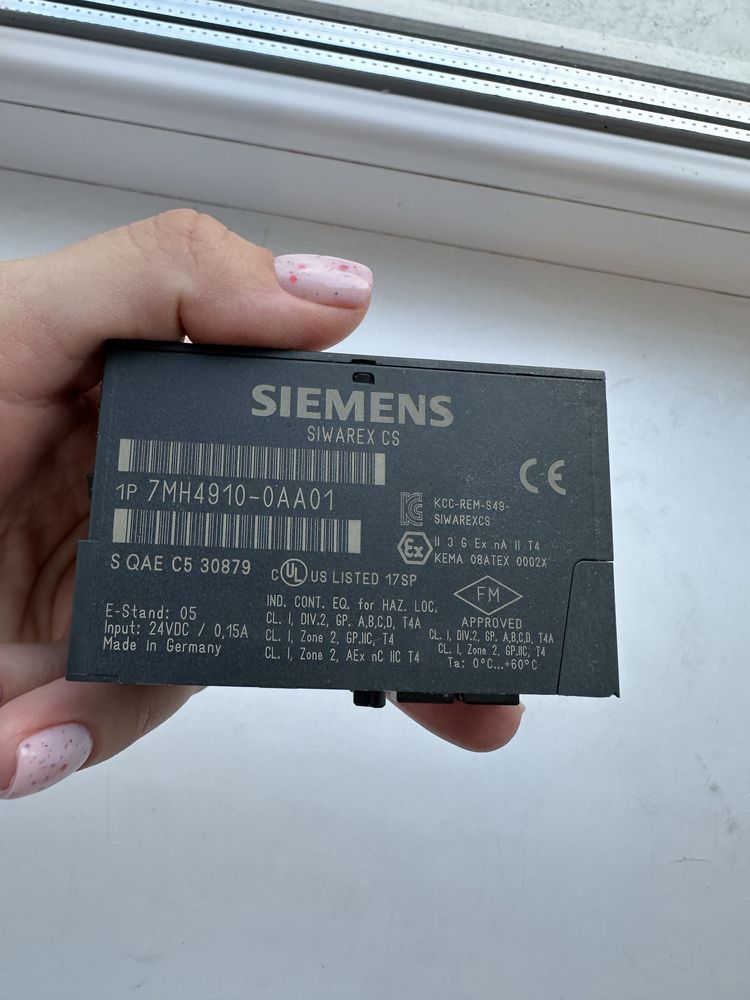 SIEMENS
SIWAREX CS
1P 7MH4910-0AA01
S QAE C5 30879
CE
KCC-REM-S49-
SIWAREXCS
Ex
II 3 G Ex nA II T4
KEMA 08ATEX 0002X
C UL US LISTED 17SP
E-Stand: 05
Input: 24VDC / 0,15A
Made in Germany
IND. CONT. EQ. for HAZ. LOC.
CL. I, DIV.2, GP. A,B,C,D, T4A
CL. I, Zone 2, GP.IIC, T4
CL. I, Zone 2, AEx nC IIC T4
FM
APPROVED
CL. I, DIV.2, GP. A,B,C,D, T4A
CL. I, Zone 2, GP.IIC, T4
Ta: 0°C...+60°C